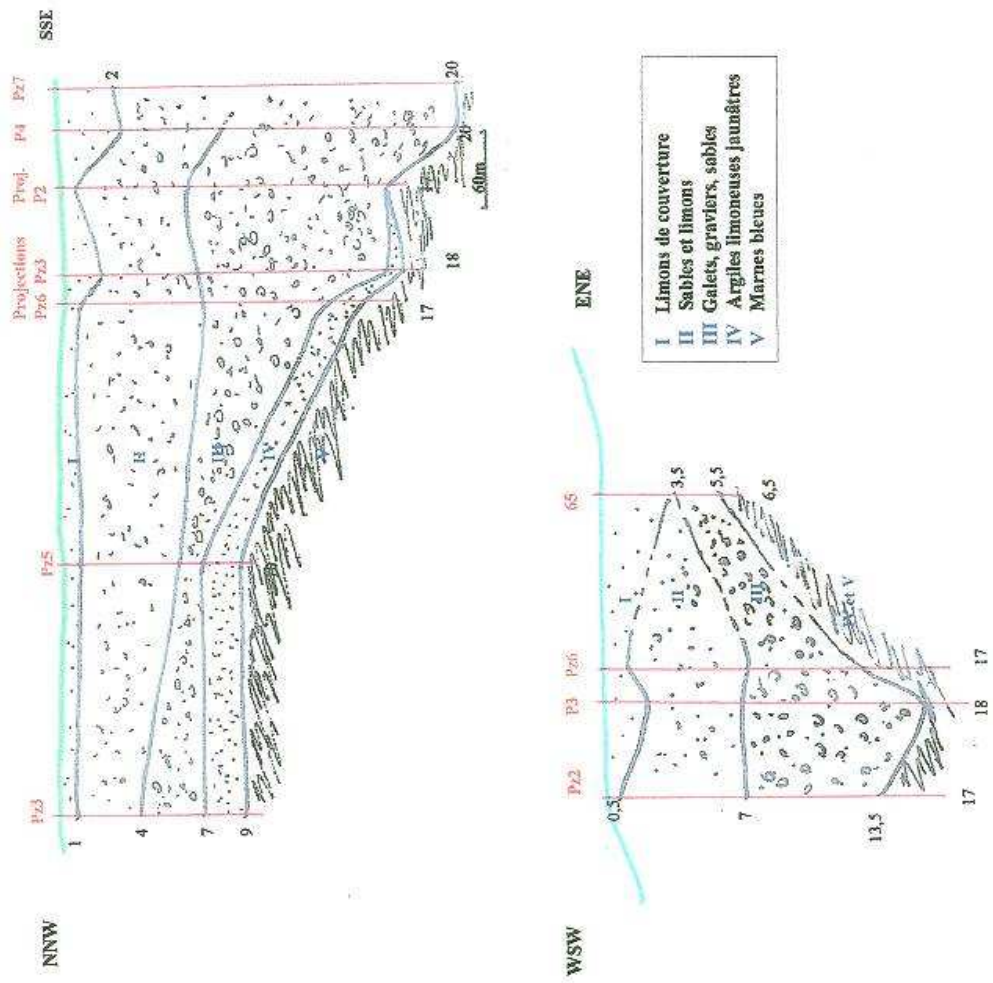 NNW
SSE
Projections Proj.
Pz3 Pz5 Pz6 Pz3 P2 P4 Pz7
1
4
7
9
2
20
I
II
III
IV
V
17
18
17
20
60m
WSW
ENE
Pz2 P3 Pz6 65
0,5
7
13,5
3,5
5,5
6,5
I
II
III
IV et V
17
18
17
I Limons de couverture
II Sables et limons
III Galets, graviers, sables
IV Argiles limoneuses jaunâtres
V Marnes bleues